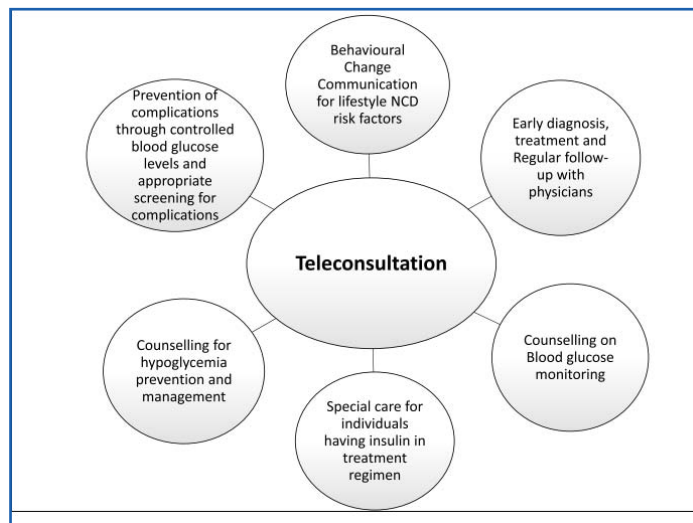 Behavioural
Change
Communication
for lifestyle NCD
risk factors
Prevention of
complications
through controlled
blood glucose
levels and
appropriate
screening for
complications
Early diagnosis,
treatment and
Regular follow-
up with
physicians
Teleconsultation
Counselling for
hypoglycemia
prevention and
management
Counselling on
Blood glucose
monitoring
Special care for
individuals
having insulin in
treatment
regimen